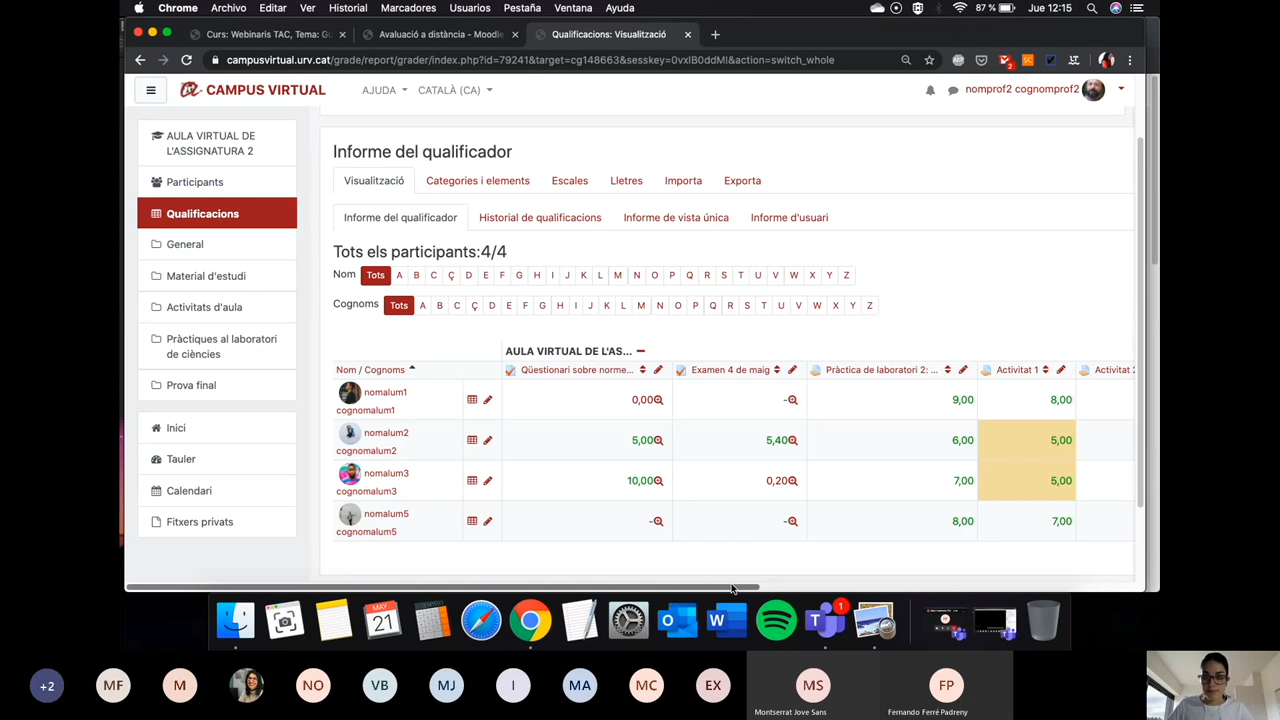 Chrome Archivo Editar Ver Historial Marcadores Usuarios Pestaña Ventana Ayuda 87 % Jue 12:15
Curs: Webinaris TAC, Tema: Gu × Avaluació a distància - Moodle × Qualificacions: Visualització × +
campusvirtual.urv.cat/grade/report/grader/index.php?id=79241&target=cg148663&sesskey=0vxlB0ddMl&action=switch_whole
CAMPUS VIRTUAL AJUDA CATALÀ (CA) nomprof2 cognomprof2
AULA VIRTUAL DE
L'ASSIGNATURA 2
Participants
Qualificacions
General
Material d'estudi
Activitats d'aula
Pràctiques al laboratori
de ciències
Prova final
Inici
Tauler
Calendari
Fitxers privats
Informe del qualificador
Visualització Categories i elements Escales Lletres Importa Exporta
Informe del qualificador Historial de qualificacions Informe de vista única Informe d'usuari
Tots els participants:4/4
Nom Tots A B C Ç D E F G H I J K L M N O P Q R S T U V W X Y Z
Cognoms Tots A B C Ç D E F G H I J K L M N O P Q R S T U V W X Y Z
AULA VIRTUAL DE L'AS...
Nom / Cognoms Qüestionari sobre norme... Examen 4 de maig Pràctica de laboratori 2: ... Activitat 1 Activitat 2
nomalum1
cognomalum1 0,00 - 9,00 8,00
nomalum2
cognomalum2 5,00 5,40 6,00 5,00
nomalum3
cognomalum3 10,00 0,20 7,00 5,00
nomalum5
cognomalum5 - - 8,00 7,00
MAY
21
W
1
+2 MF M NO VB MJ I MA MC EX MS FP
Montserrat Jove Sans Fernando Ferré Padreny